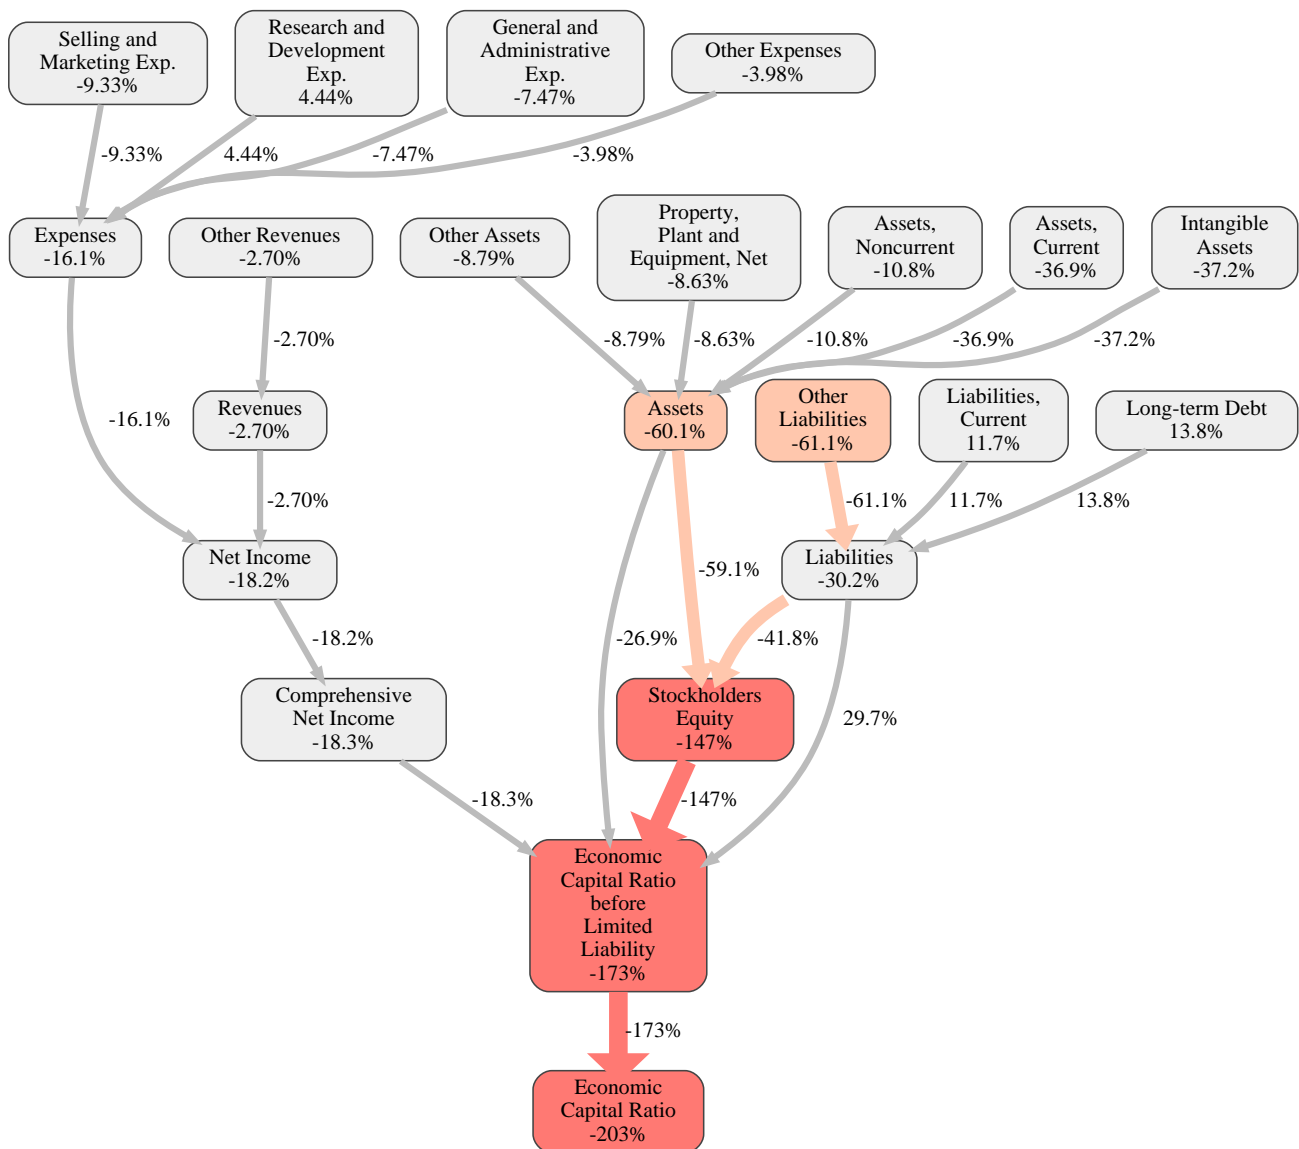 Selling and
Marketing Exp.
-9.33%
Research and
Development
Exp.
4.44%
General and
Administrative
Exp.
-7.47%
Other Expenses
-3.98%
-9.33%
4.44%
-7.47%
-3.98%
Expenses
-16.1%
Other Revenues
-2.70%
Other Assets
-8.79%
Property,
Plant and
Equipment, Net
-8.63%
Assets,
Noncurrent
-10.8%
Assets,
Current
-36.9%
Intangible
Assets
-37.2%
-2.70%
-8.79%
-8.63%
-10.8%
-36.9%
-37.2%
-16.1%
Revenues
-2.70%
Assets
-60.1%
Other
Liabilities
-61.1%
Liabilities,
Current
11.7%
Long-term Debt
13.8%
-2.70%
-61.1%
11.7%
13.8%
Net Income
-18.2%
-59.1%
Liabilities
-30.2%
-18.2%
-26.9%
-41.8%
Comprehensive
Net Income
-18.3%
Stockholders
Equity
-147%
29.7%
-18.3%
-147%
Economic
Capital Ratio
before
Limited
Liability
-173%
-173%
Economic
Capital Ratio
-203%